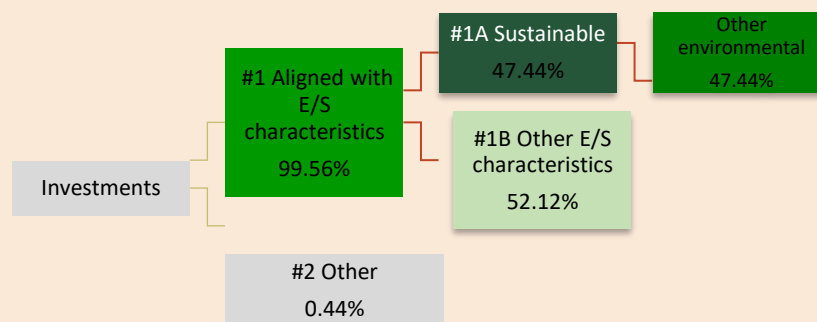 Investments
#1 Aligned with
E/S
characteristics
99.56%
#2 Other
0.44%
#1A Sustainable
47.44%
#1B Other E/S
characteristics
52.12%
Other
environmental
47.44%